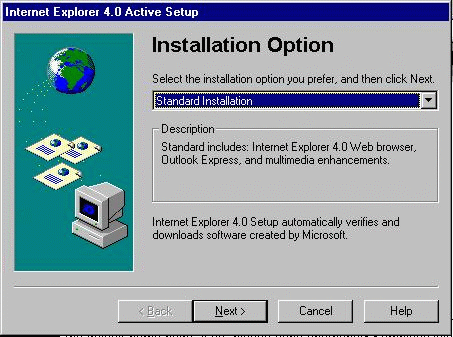 Internet Explorer 4.0 Active Setup
Installation Option
Select the installation option you prefer, and then click Next.
Standard Installation
Description
Standard includes: Internet Explorer 4.0 Web browser,
Outlook Express, and multimedia enhancements.
Internet Explorer 4.0 Setup automatically verifies and
downloads software created by Microsoft.
< Back
Next >
Cancel
Help